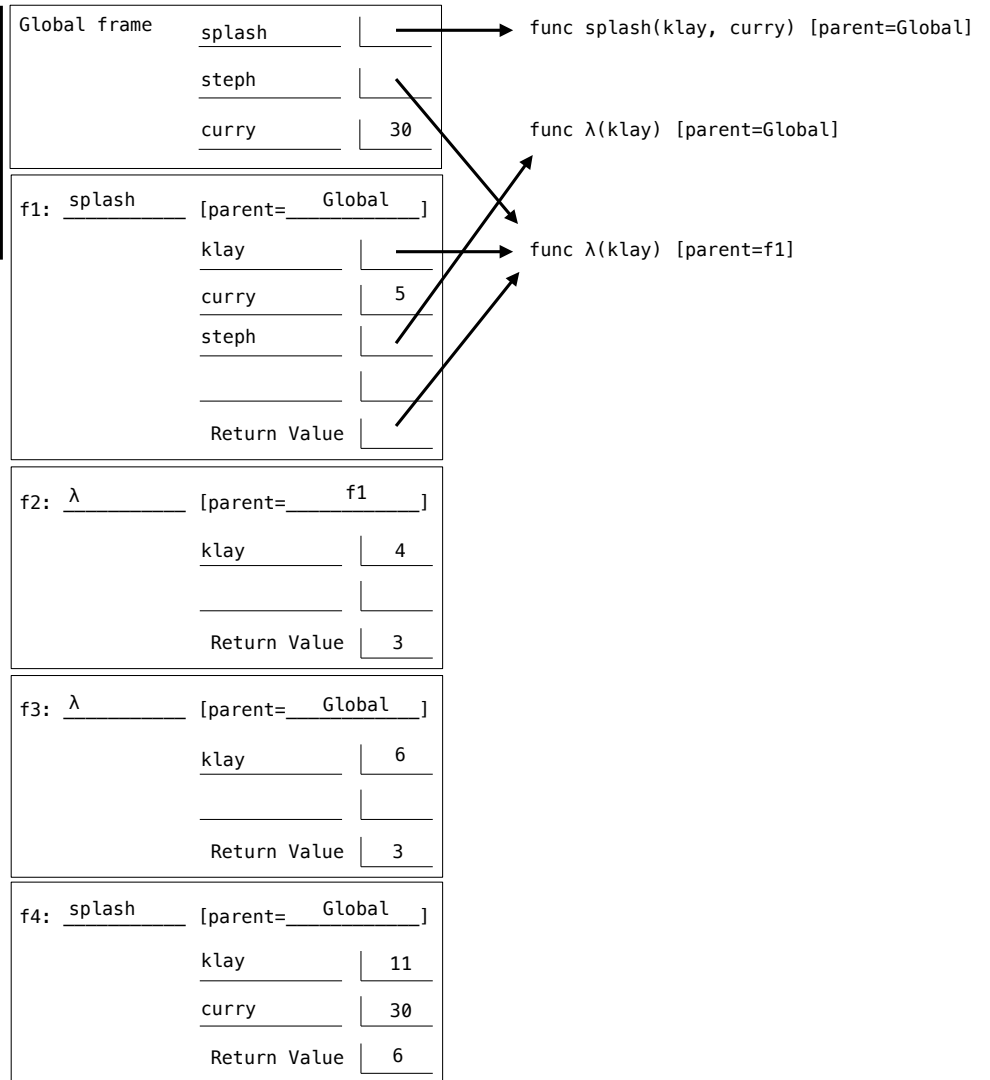 Global frame splash func splash(klay, curry) [parent=Global]
steph
curry 30 func λ(klay) [parent=Global]
f1: splash [parent=Global]
klay func λ(klay) [parent=f1]
curry 5
steph
Return Value
f2: λ [parent=f1]
klay 4
Return Value 3
f3: λ [parent=Global]
klay 6
Return Value 3
f4: splash [parent=Global]
klay 11
curry 30
Return Value 6